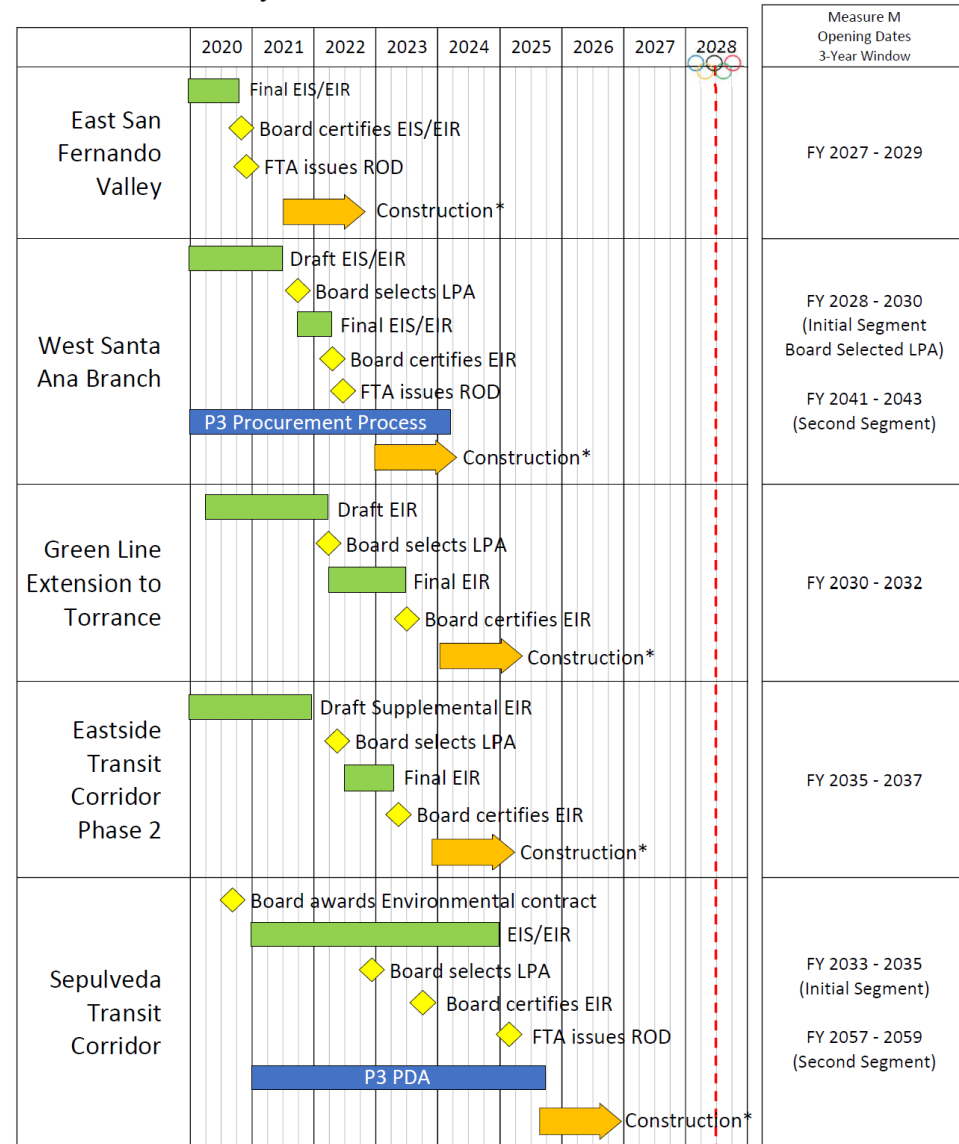 Measure M
Opening Dates
3-Year Window
2020 2021 2022 2023 2024 2025 2026 2027 2028
East San
Fernando
Valley
Final EIS/EIR
Board certifies EIS/EIR
FTA issues ROD
Construction*
FY 2027 - 2029
West Santa
Ana Branch
Draft EIS/EIR
Board selects LPA
Final EIS/EIR
Board certifies EIR
FTA issues ROD
P3 Procurement Process
Construction*
FY 2028 - 2030
(Initial Segment
Board Selected LPA)
FY 2041 - 2043
(Second Segment)
Green Line
Extension to
Torrance
Draft EIR
Board selects LPA
Final EIR
Board certifies EIR
Construction*
FY 2030 - 2032
Eastside
Transit
Corridor
Phase 2
Draft Supplemental EIR
Board selects LPA
Final EIR
Board certifies EIR
Construction*
FY 2035 - 2037
Sepulveda
Transit
Corridor
Board awards Environmental contract
EIS/EIR
Board selects LPA
Board certifies EIR
FTA issues ROD
P3 PDA
Construction*
FY 2033 - 2035
(Initial Segment)
FY 2057 - 2059
(Second Segment)